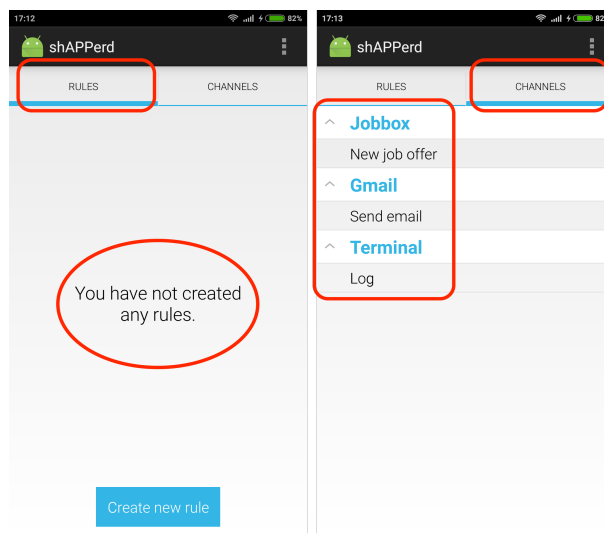 17:12
82%
shAPPerd
RULES
CHANNELS
You have not created
any rules.
Create new rule
17:13
82
shAPPerd
RULES
CHANNELS
Jobbox
New job offer
Gmail
Send email
Terminal
Log